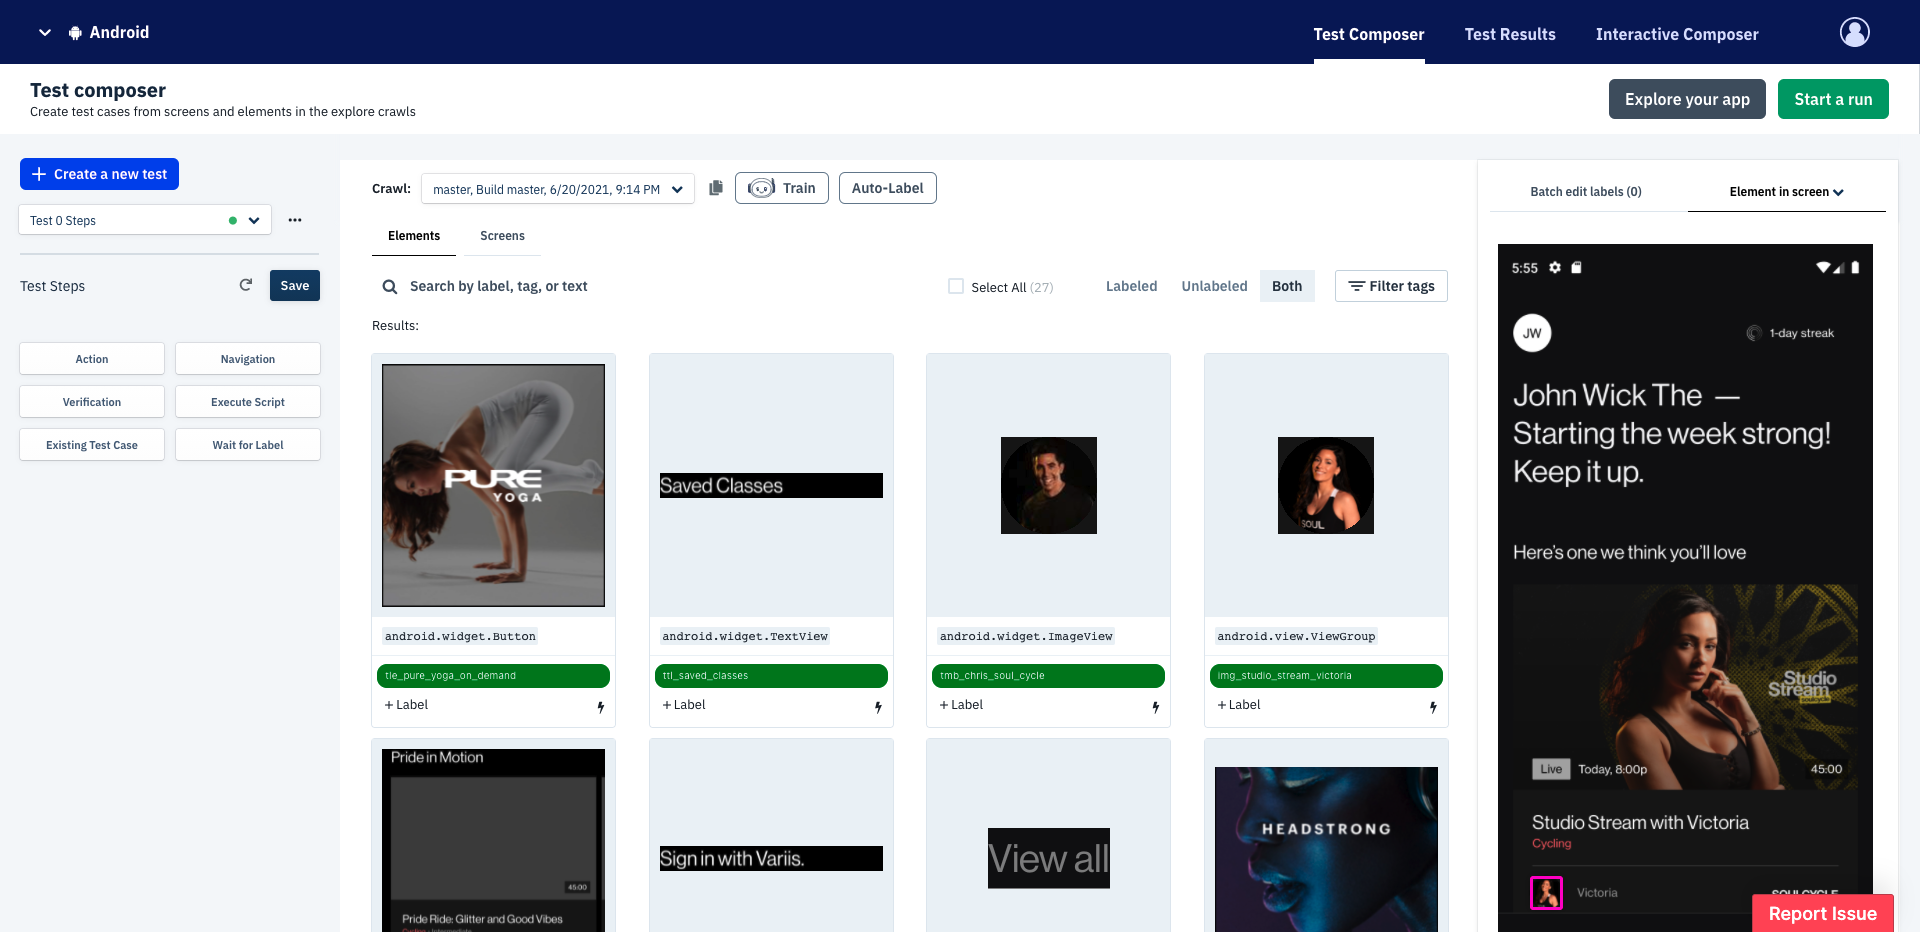 Android
Test Composer
Test Results
Interactive Composer
Test composer
Create test cases from screens and elements in the explore crawls
Explore your app
Start a run
Create a new test
Test 0 Steps
Test Steps
Save
Action
Navigation
Verification
Execute Script
Existing Test Case
Wait for Label
Crawl:
master, Build master, 6/20/2021, 9:14 PM
Train
Auto-Label
Elements
Screens
Search by label, tag, or text
Select All (27)
Labeled
Unlabeled
Both
Filter tags
Results:
PURE
YOGA
android.widget.Button
tle_pure_yoga_on_demand
+ Label
Saved Classes
android.widget.TextView
ttl_saved_classes
+ Label
android.widget.ImageView
tmb_chris_soul_cycle
+ Label
SOUL
android.view.ViewGroup
img_studio_stream_victoria
+ Label
Pride in Motion
45:00
Pride Ride: Glitter and Good Vibes
Sign in with Variis.
View all
HEADSTRONG
Batch edit labels (0)
Element in screen
5:55
JW
1-day streak
John Wick The —
Starting the week strong!
Keep it up.
Here's one we think you'll love
Studio
Stream
Live
Today, 8:00p
45:00
Studio Stream with Victoria
Cycling
Victoria
SOULCYCLE
Report Issue